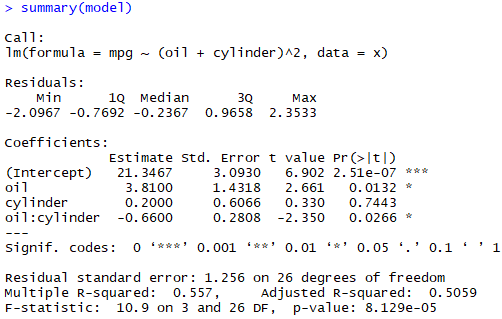 > summary(model)
Call:
lm(formula = mpg ~ (oil + cylinder)^2, data = x)
Residuals:
Min 1Q Median 3Q Max
-2.0967 -0.7692 -0.2367 0.9658 2.3533
Coefficients:
Estimate Std. Error t value Pr(>|t|)
(Intercept) 21.3467 3.0930 6.902 2.51e-07 ***
oil 3.8100 1.4318 2.661 0.0132 *
cylinder 0.2000 0.6066 0.330 0.7443
oil:cylinder -0.6600 0.2808 -2.350 0.0266 *
---
Signif. codes: 0 ‘***’ 0.001 ‘**’ 0.01 ‘*’ 0.05 ‘.’ 0.1 ‘ ’ 1
Residual standard error: 1.256 on 26 degrees of freedom
Multiple R-squared: 0.557, Adjusted R-squared: 0.5059
F-statistic: 10.9 on 3 and 26 DF, p-value: 8.129e-05